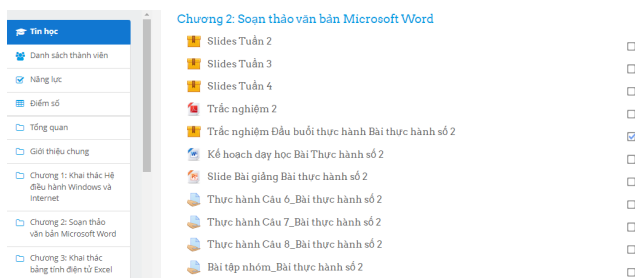 Tin học
Danh sách thành viên
Năng lực
Điểm số
Tổng quan
Giới thiệu chung
Chương 1: Khai thác Hệ
điều hành Windows và
Internet
Chương 2: Soạn thảo
văn bản Microsoft Word
Chương 3: Khai thác
bảng tính điện tử Excel
Chương 2: Soạn thảo văn bản Microsoft Word
Slides Tuần 2
Slides Tuần 3
Slides Tuần 4
Trắc nghiệm 2
Trắc nghiệm Đầu buổi thực hành Bài thực hành số 2
Kế hoạch dạy học Bài Thực hành số 2
Slide Bài giảng Bài thực hành số 2
Thực hành Câu 6_Bài thực hành số 2
Thực hành Câu 7_Bài thực hành số 2
Thực hành Câu 8_Bài thực hành số 2
Bài tập nhóm_Bài thực hành số 2